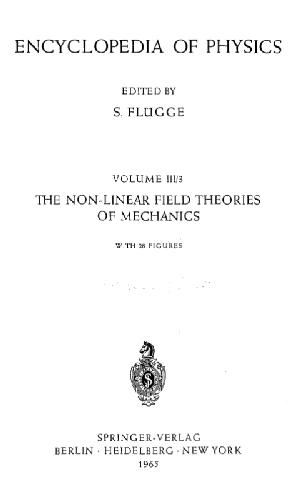 ENCYCLOPEDIA OF PHYSICS
EDITED BY
S. FLÜGGE
VOLUME III/3
THE NON-LINEAR FIELD THEORIES
OF MECHANICS
WITH 28 FIGURES
SPRINGER-VERLAG
BERLIN · HEIDELBERG · NEW YORK
1965